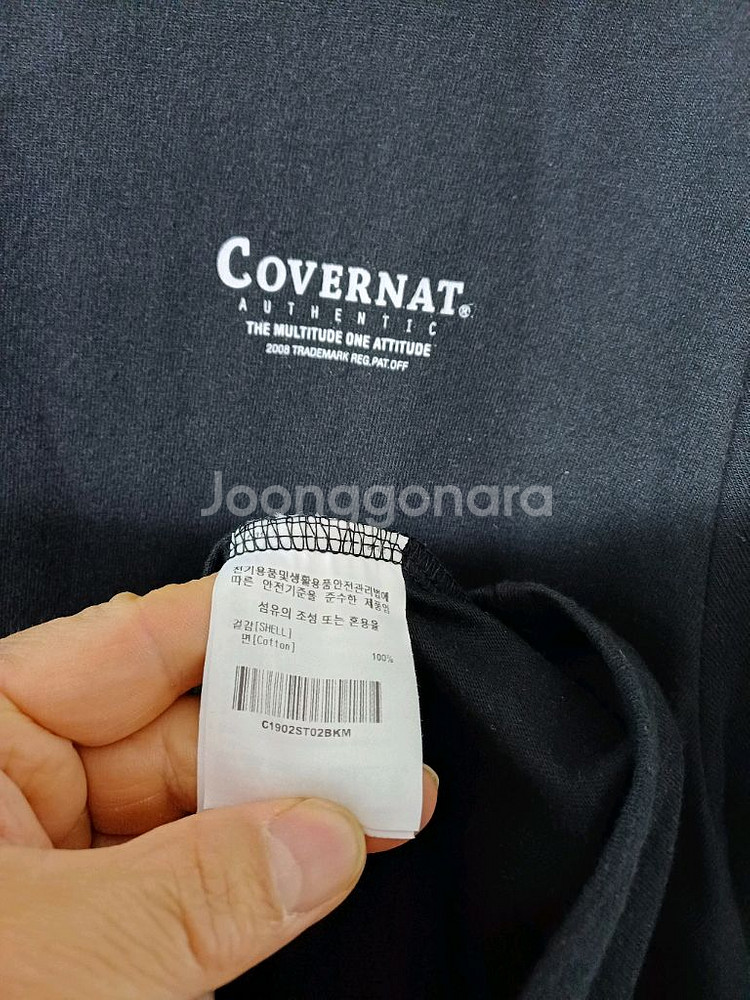 COVERNAT®
AUTHENTIC
THE MULTITUDE ONE ATTITUDE
2008 TRADEMARK REG.PAT.OFF
Joonggonara
전기용품및생활용품안전관리법에
따른 안전기준을 준수한 제품임
섬유의 조성 또는 혼용율
겉감[SHELL]
면[Cotton]
100%
C1902ST02BKM